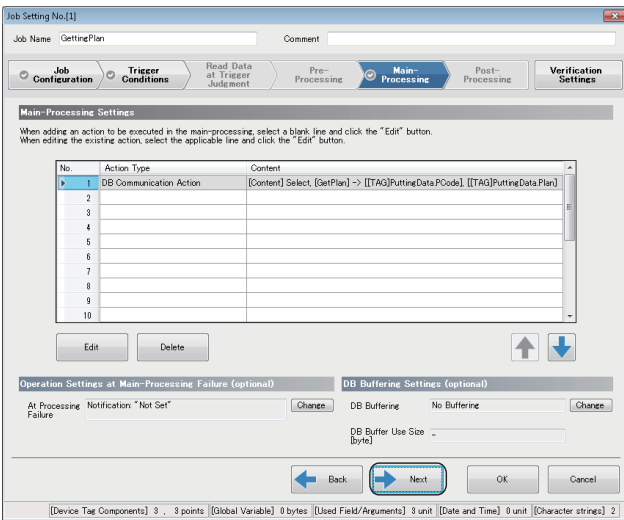 Job Setting No.[1]
Job Name GettingPlan Comment
Job Configuration Trigger Conditions Read Data at Trigger Judgment Pre-Processing Main-Processing Post-Processing Verification Settings
Main-Processing Settings
When adding an action to be executed in the main-processing, select a blank line and click the "Edit" button.
When editing the existing action, select the applicable line and click the "Edit" button.
No. Action Type Content
1 DB Communication Action [Content] Select, [GetPlan] -> [[TAG]PuttingData.PCode], [[TAG]PuttingData.Plan]
2
3
4
5
6
7
8
9
10
Edit Delete
Operation Settings at Main-Processing Failure (optional) DB Buffering Settings (optional)
At Processing Failure Notification: "Not Set" Change DB Buffering No Buffering Change
DB Buffer Use Size [byte] -
Back Next OK Cancel
[Device Tag Components] 3 , 3 points [Global Variable] 0 bytes [Used Field/Arguments] 3 unit [Date and Time] 0 unit [Character strings] 2